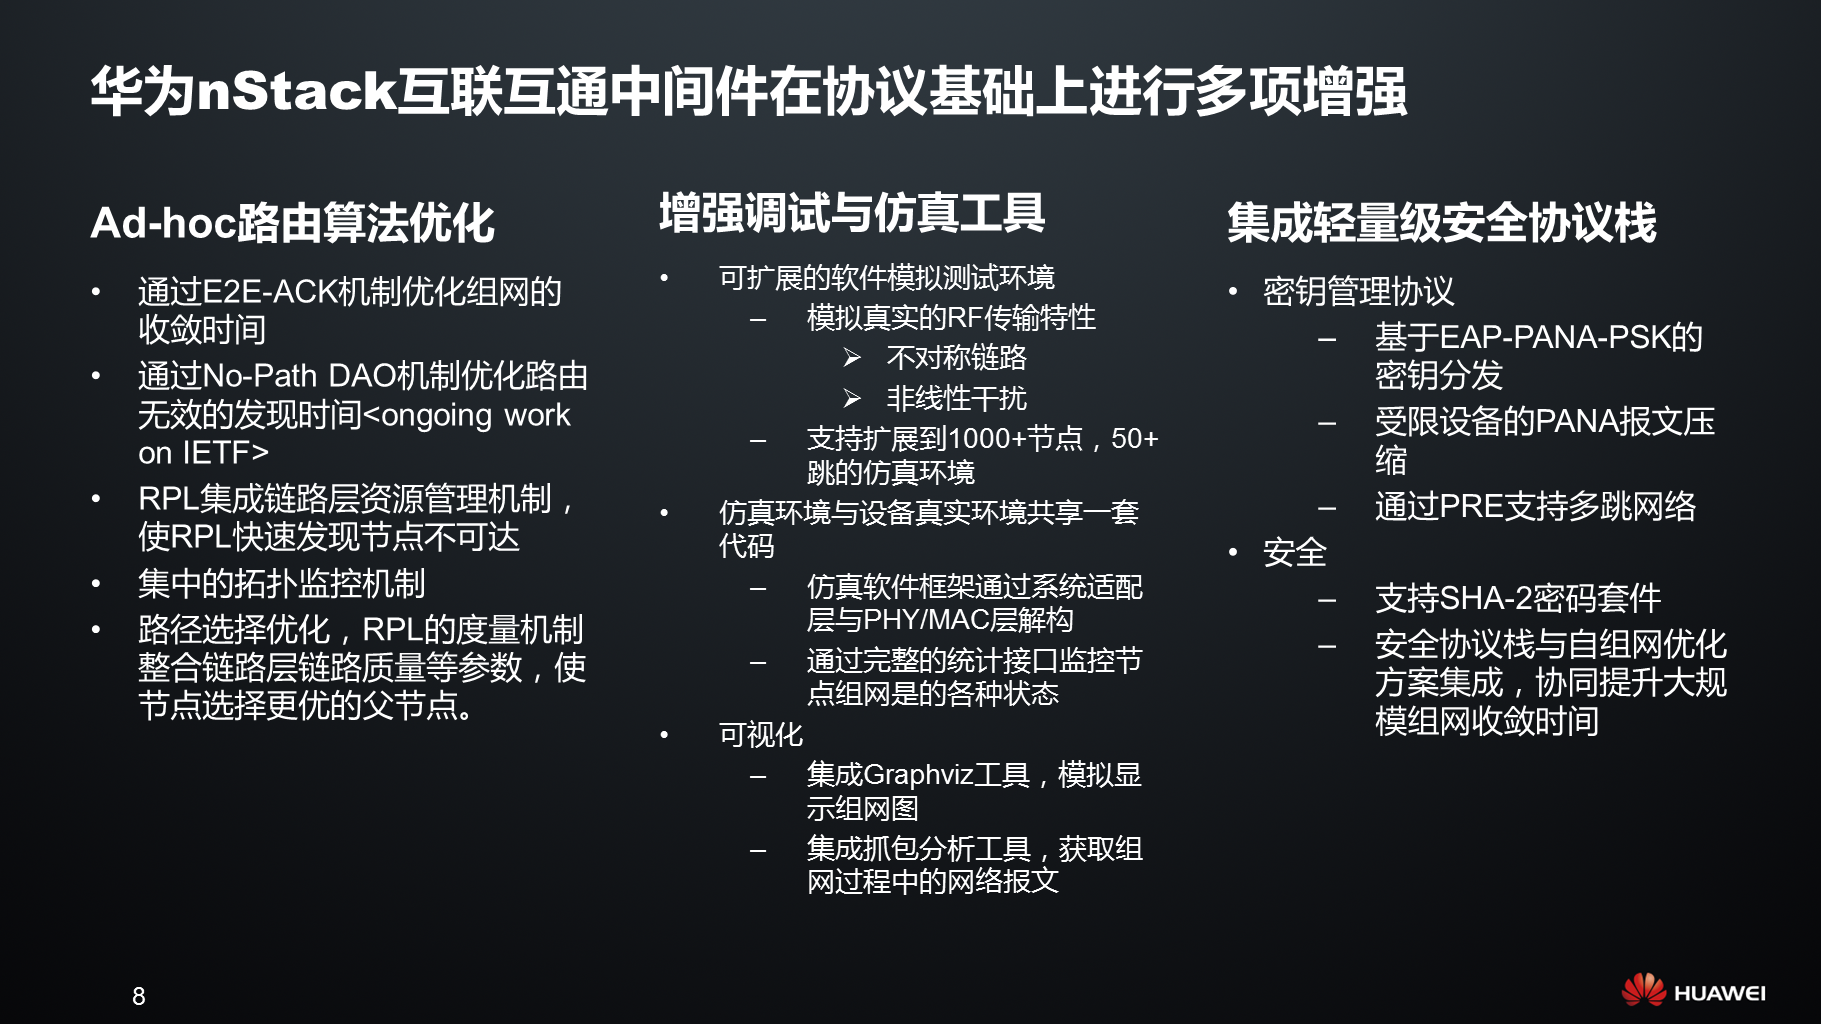 华为nStack互联互通中间件在协议基础上进行多项增强
Ad-hoc路由算法优化
• 通过E2E-ACK机制优化组网的
收敛时间
• 通过No-Path DAO机制优化路由
无效的发现时间<ongoing work
on IETF>
• RPL集成链路层资源管理机制，
使RPL快速发现节点不可达
• 集中的拓扑监控机制
• 路径选择优化，RPL的度量机制
整合链路层链路质量等参数，使
节点选择更优的父节点。
增强调试与仿真工具
• 可扩展的软件模拟测试环境
– 模拟真实的RF传输特性
➢ 不对称链路
➢ 非线性干扰
– 支持扩展到1000+节点，50+
跳的仿真环境
• 仿真环境与设备真实环境共享一套
代码
– 仿真软件框架通过系统适配
层与PHY/MAC层解构
– 通过完整的统计接口监控节
点组网是的各种状态
• 可视化
– 集成Graphviz工具，模拟显
示组网图
– 集成抓包分析工具，获取组
网过程中的网络报文
集成轻量级安全协议栈
• 密钥管理协议
– 基于EAP-PANA-PSK的
密钥分发
– 受限设备的PANA报文压
缩
– 通过PRE支持多跳网络
• 安全
– 支持SHA-2密码套件
– 安全协议栈与自组网优化
方案集成，协同提升大规
模组网收敛时间
8
HUAWEI